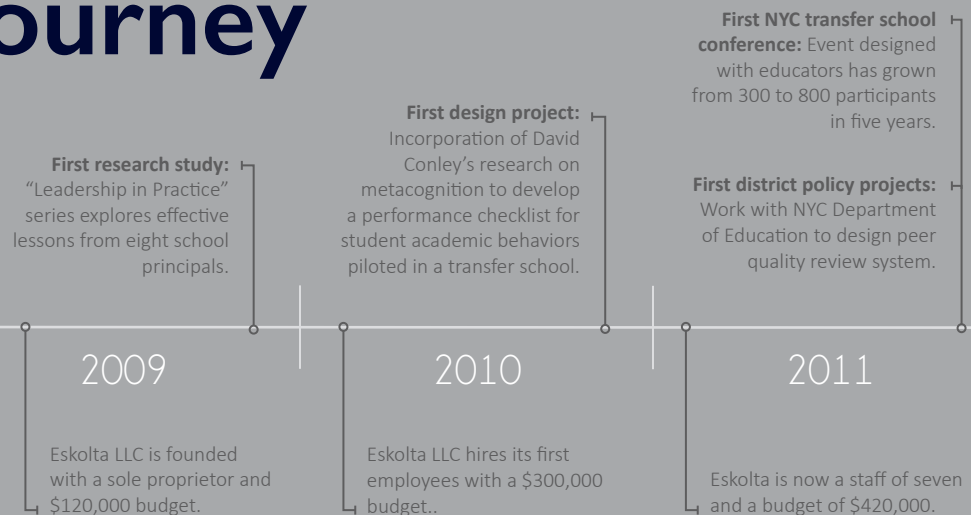 ourney
First research study:
“Leadership in Practice”
series explores effective
lessons from eight school
principals.
First design project:
Incorporation of David
Conley’s research on
metacognition to develop
a performance checklist for
student academic behaviors
piloted in a transfer school.
First NYC transfer school
conference: Event designed
with educators has grown
from 300 to 800 participants
in five years.
First district policy projects:
Work with NYC Department
of Education to design peer
quality review system.
2009
2010
2011
Eskolta LLC is founded
with a sole proprietor and
$120,000 budget.
Eskolta LLC hires its first
employees with a $300,000
budget..
Eskolta is now a staff of seven
and a budget of $420,000.